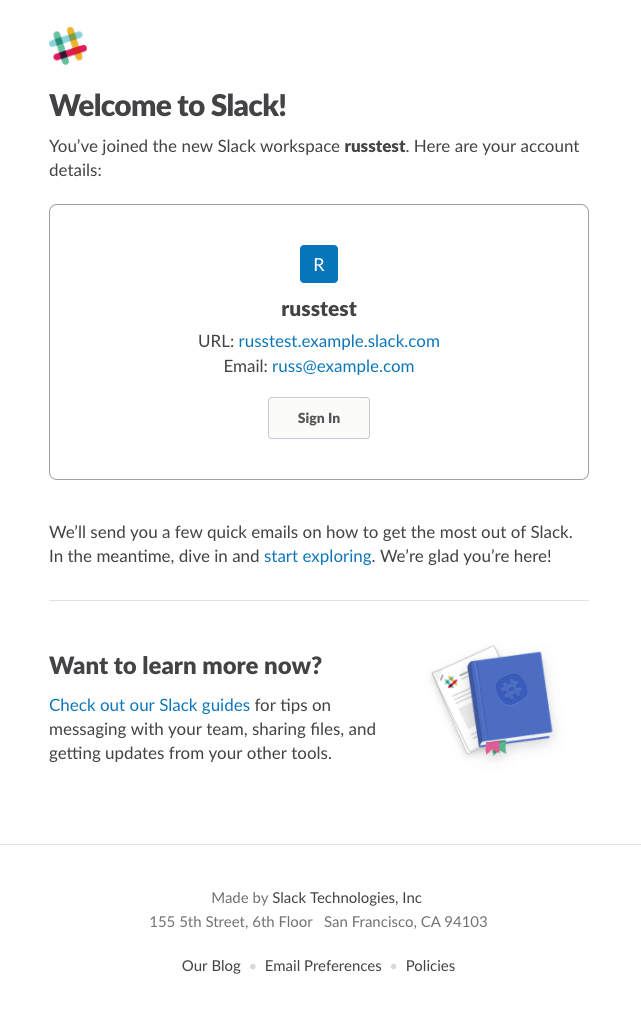 Welcome to Slack!
You’ve joined the new Slack workspace russtest. Here are your account
details:
R
russtest
URL: russtest.example.slack.com
Email: russ@example.com
Sign In
We’ll send you a few quick emails on how to get the most out of Slack.
In the meantime, dive in and start exploring. We’re glad you’re here!
Want to learn more now?
Check out our Slack guides for tips on
messaging with your team, sharing files, and
getting updates from your other tools.
Made by Slack Technologies, Inc
155 5th Street, 6th Floor San Francisco, CA 94103
Our Blog • Email Preferences • Policies